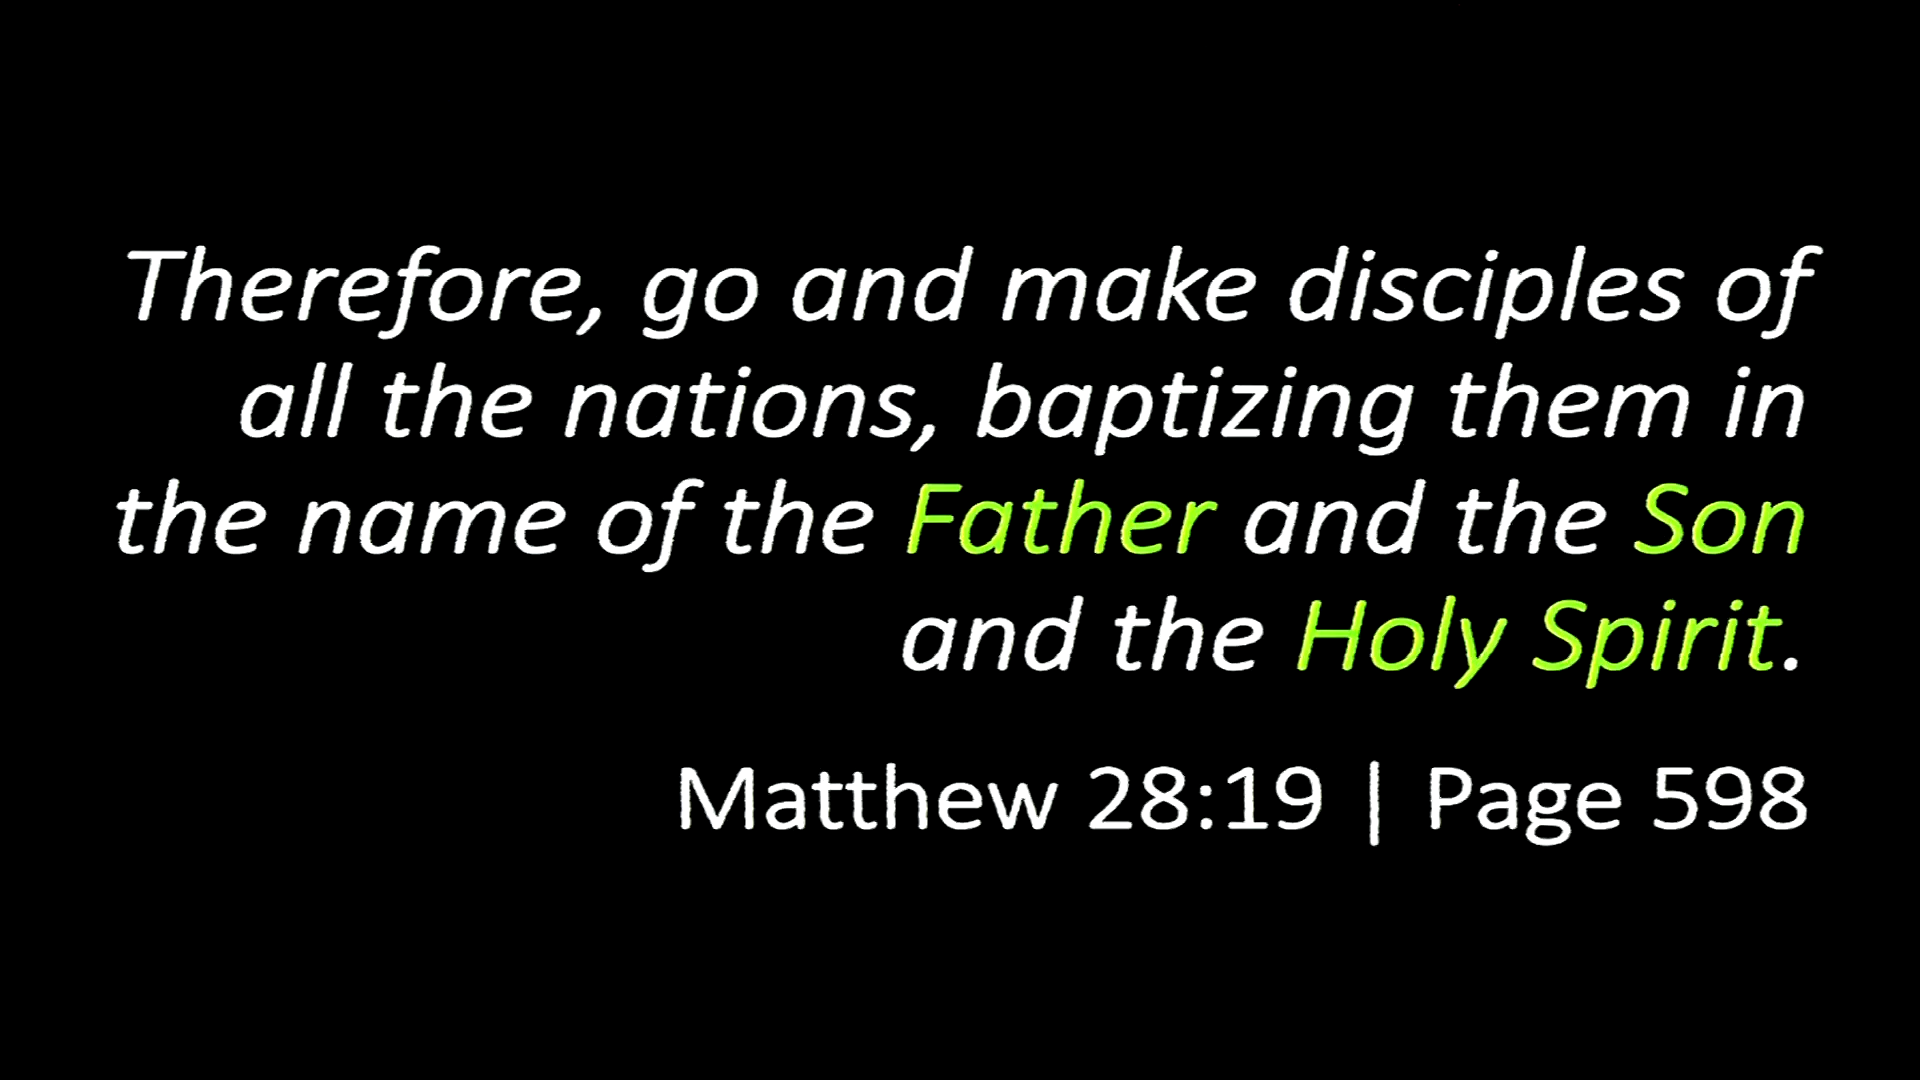 Therefore, go and make disciples of
all the nations, baptizing them in
the name of the Father and the Son
and the Holy Spirit.
Matthew 28:19 | Page 598